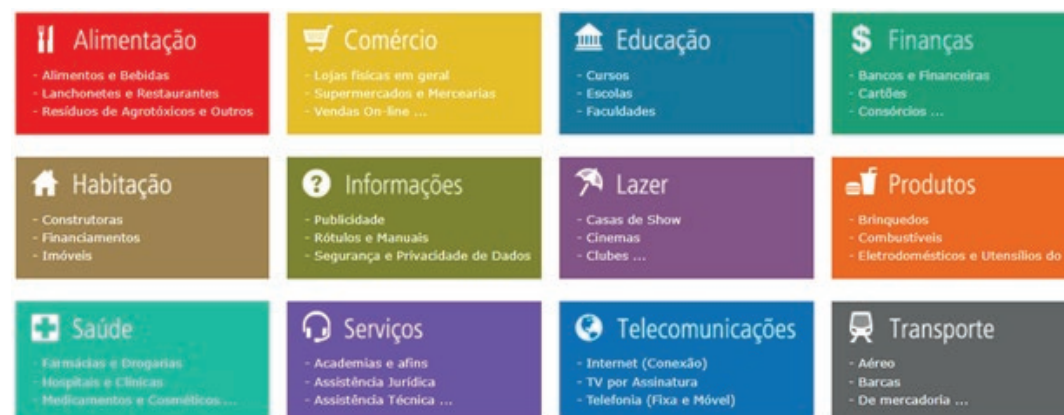 Alimentação
- Alimentos e Bebidas
- Lanchonetes e Restaurantes
- Resíduos de Agrotóxicos e Outros
Comércio
- Lojas físicas em geral
- Supermercados e Mercearias
- Vendas On-line ...
Educação
- Cursos
- Escolas
- Faculdades
$ Finanças
- Bancos e Financeiras
- Cartões
- Consórcios ...
Habitação
- Construtoras
- Financiamentos
- Imóveis
? Informações
- Publicidade
- Rótulos e Manuais
- Segurança e Privacidade de Dados
Lazer
- Casas de Show
- Cinemas
- Clubes ...
Produtos
- Brinquedos
- Combustíveis
- Eletrodomésticos e Utensílios do
Saúde
- Farmácias e Drogarias
- Hospitais e Clínicas
- Medicamentos e Cosméticos ...
Serviços
- Academias e afins
- Assistência Jurídica
- Assistência Técnica ...
Telecomunicações
- Internet (Conexão)
- TV por Assinatura
- Telefonia (Fixa e Móvel)
Transporte
- Aéreo
- Barcas
- De mercadoria ...